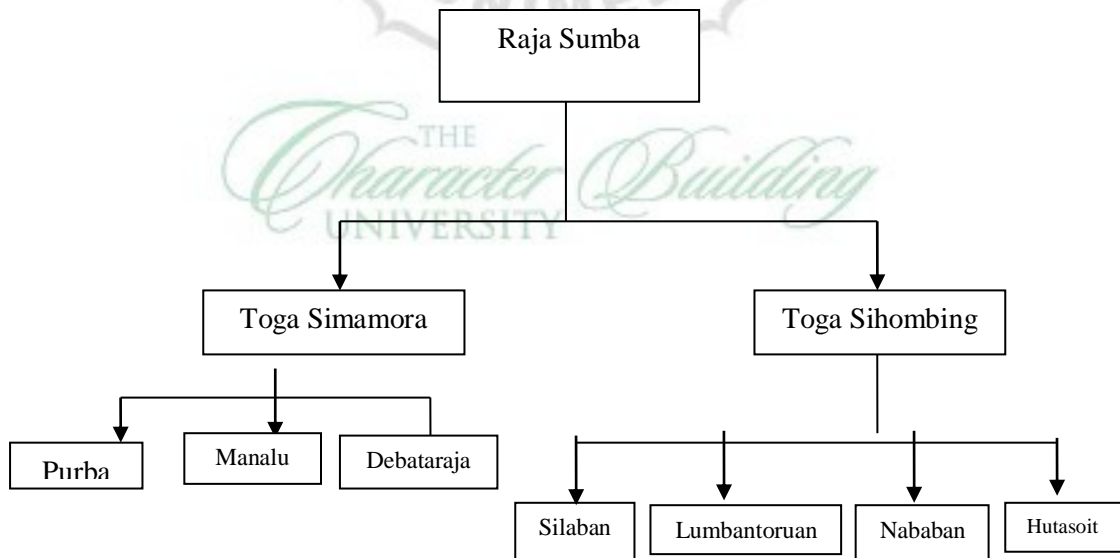 Raja Sumba
THE
Character Building
UNIVERSITY
Toga Simamora
Toga Sihombing
Purba
Manalu
Debataraja
Silaban
Lumbantoruan
Nababan
Hutasoit